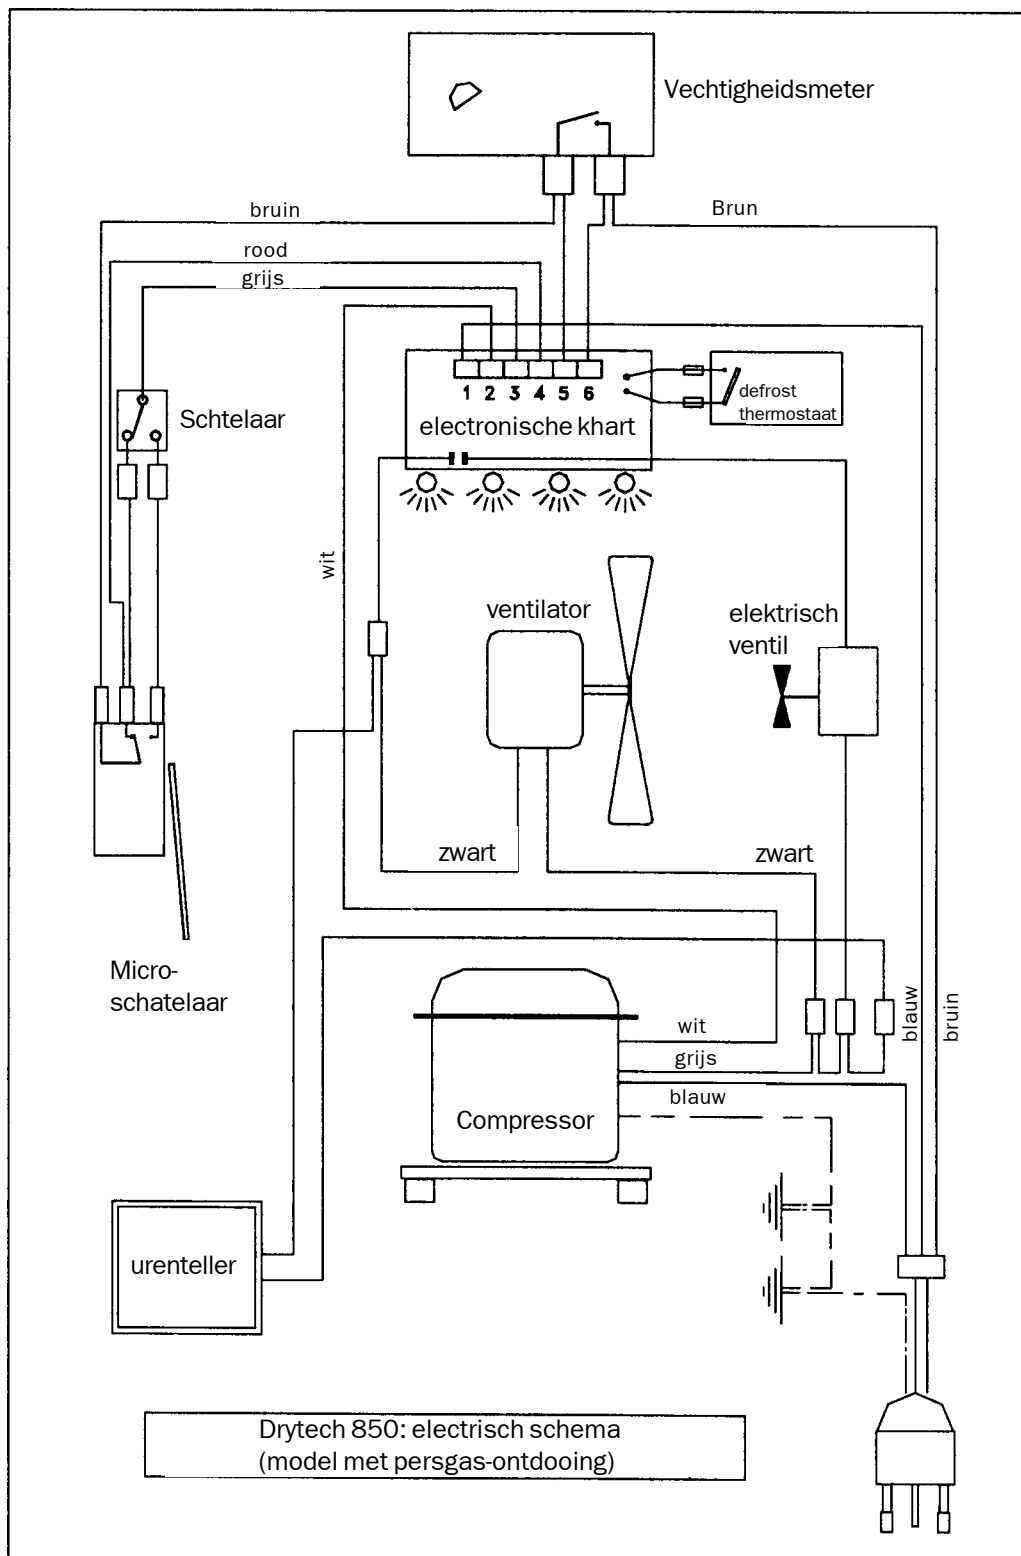 Vechtigheidsmeter
bruin
Brun
rood
grijs
1 2 3 4 5 6
defrost
thermostaat
Schtelaar
electronische khart
wit
ventilator
elektrisch
ventil
zwart
zwart
Micro-
schatelaar
blauw
bruin
wit
grijs
blauw
Compressor
urenteller
Drytech 850: electrisch schema
(model met persgas-ontdooing)